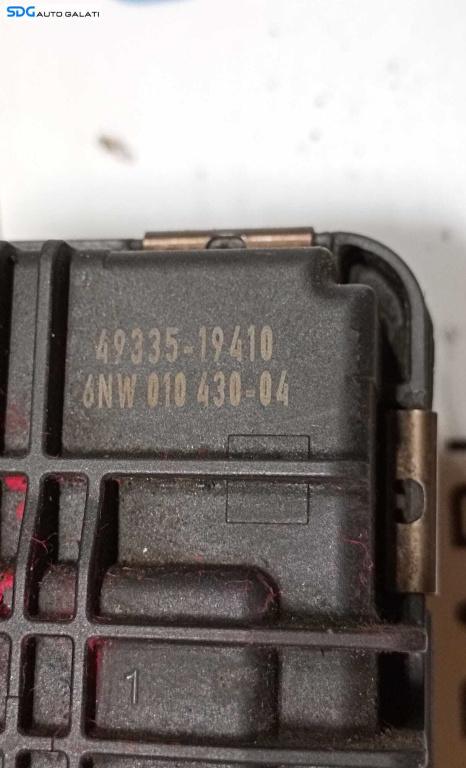 SDG AUTO GALATI
49335-19410
6NW 010 430-04
1